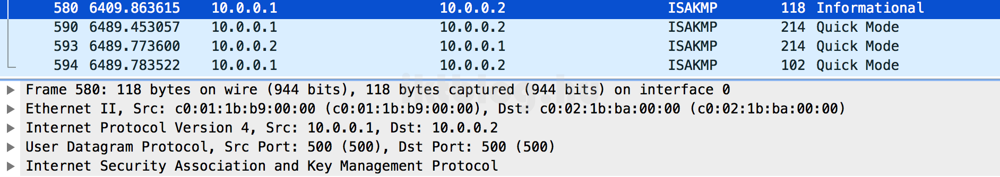 580 6409.863615 10.0.0.1 10.0.0.2 ISAKMP 118 Informational
590 6489.453057 10.0.0.1 10.0.0.2 ISAKMP 214 Quick Mode
593 6489.773600 10.0.0.2 10.0.0.1 ISAKMP 214 Quick Mode
594 6489.783522 10.0.0.1 10.0.0.2 ISAKMP 102 Quick Mode
Frame 580: 118 bytes on wire (944 bits), 118 bytes captured (944 bits) on interface 0
Ethernet II, Src: c0:01:1b:b9:00:00 (c0:01:1b:b9:00:00), Dst: c0:02:1b:ba:00:00 (c0:02:1b:ba:00:00)
Internet Protocol Version 4, Src: 10.0.0.1, Dst: 10.0.0.2
User Datagram Protocol, Src Port: 500 (500), Dst Port: 500 (500)
Internet Security Association and Key Management Protocol